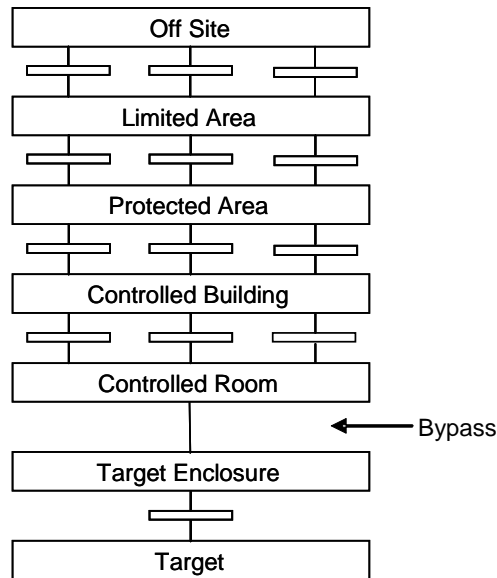 Off Site
Limited Area
Protected Area
Controlled Building
Controlled Room
Bypass
Target Enclosure
Target